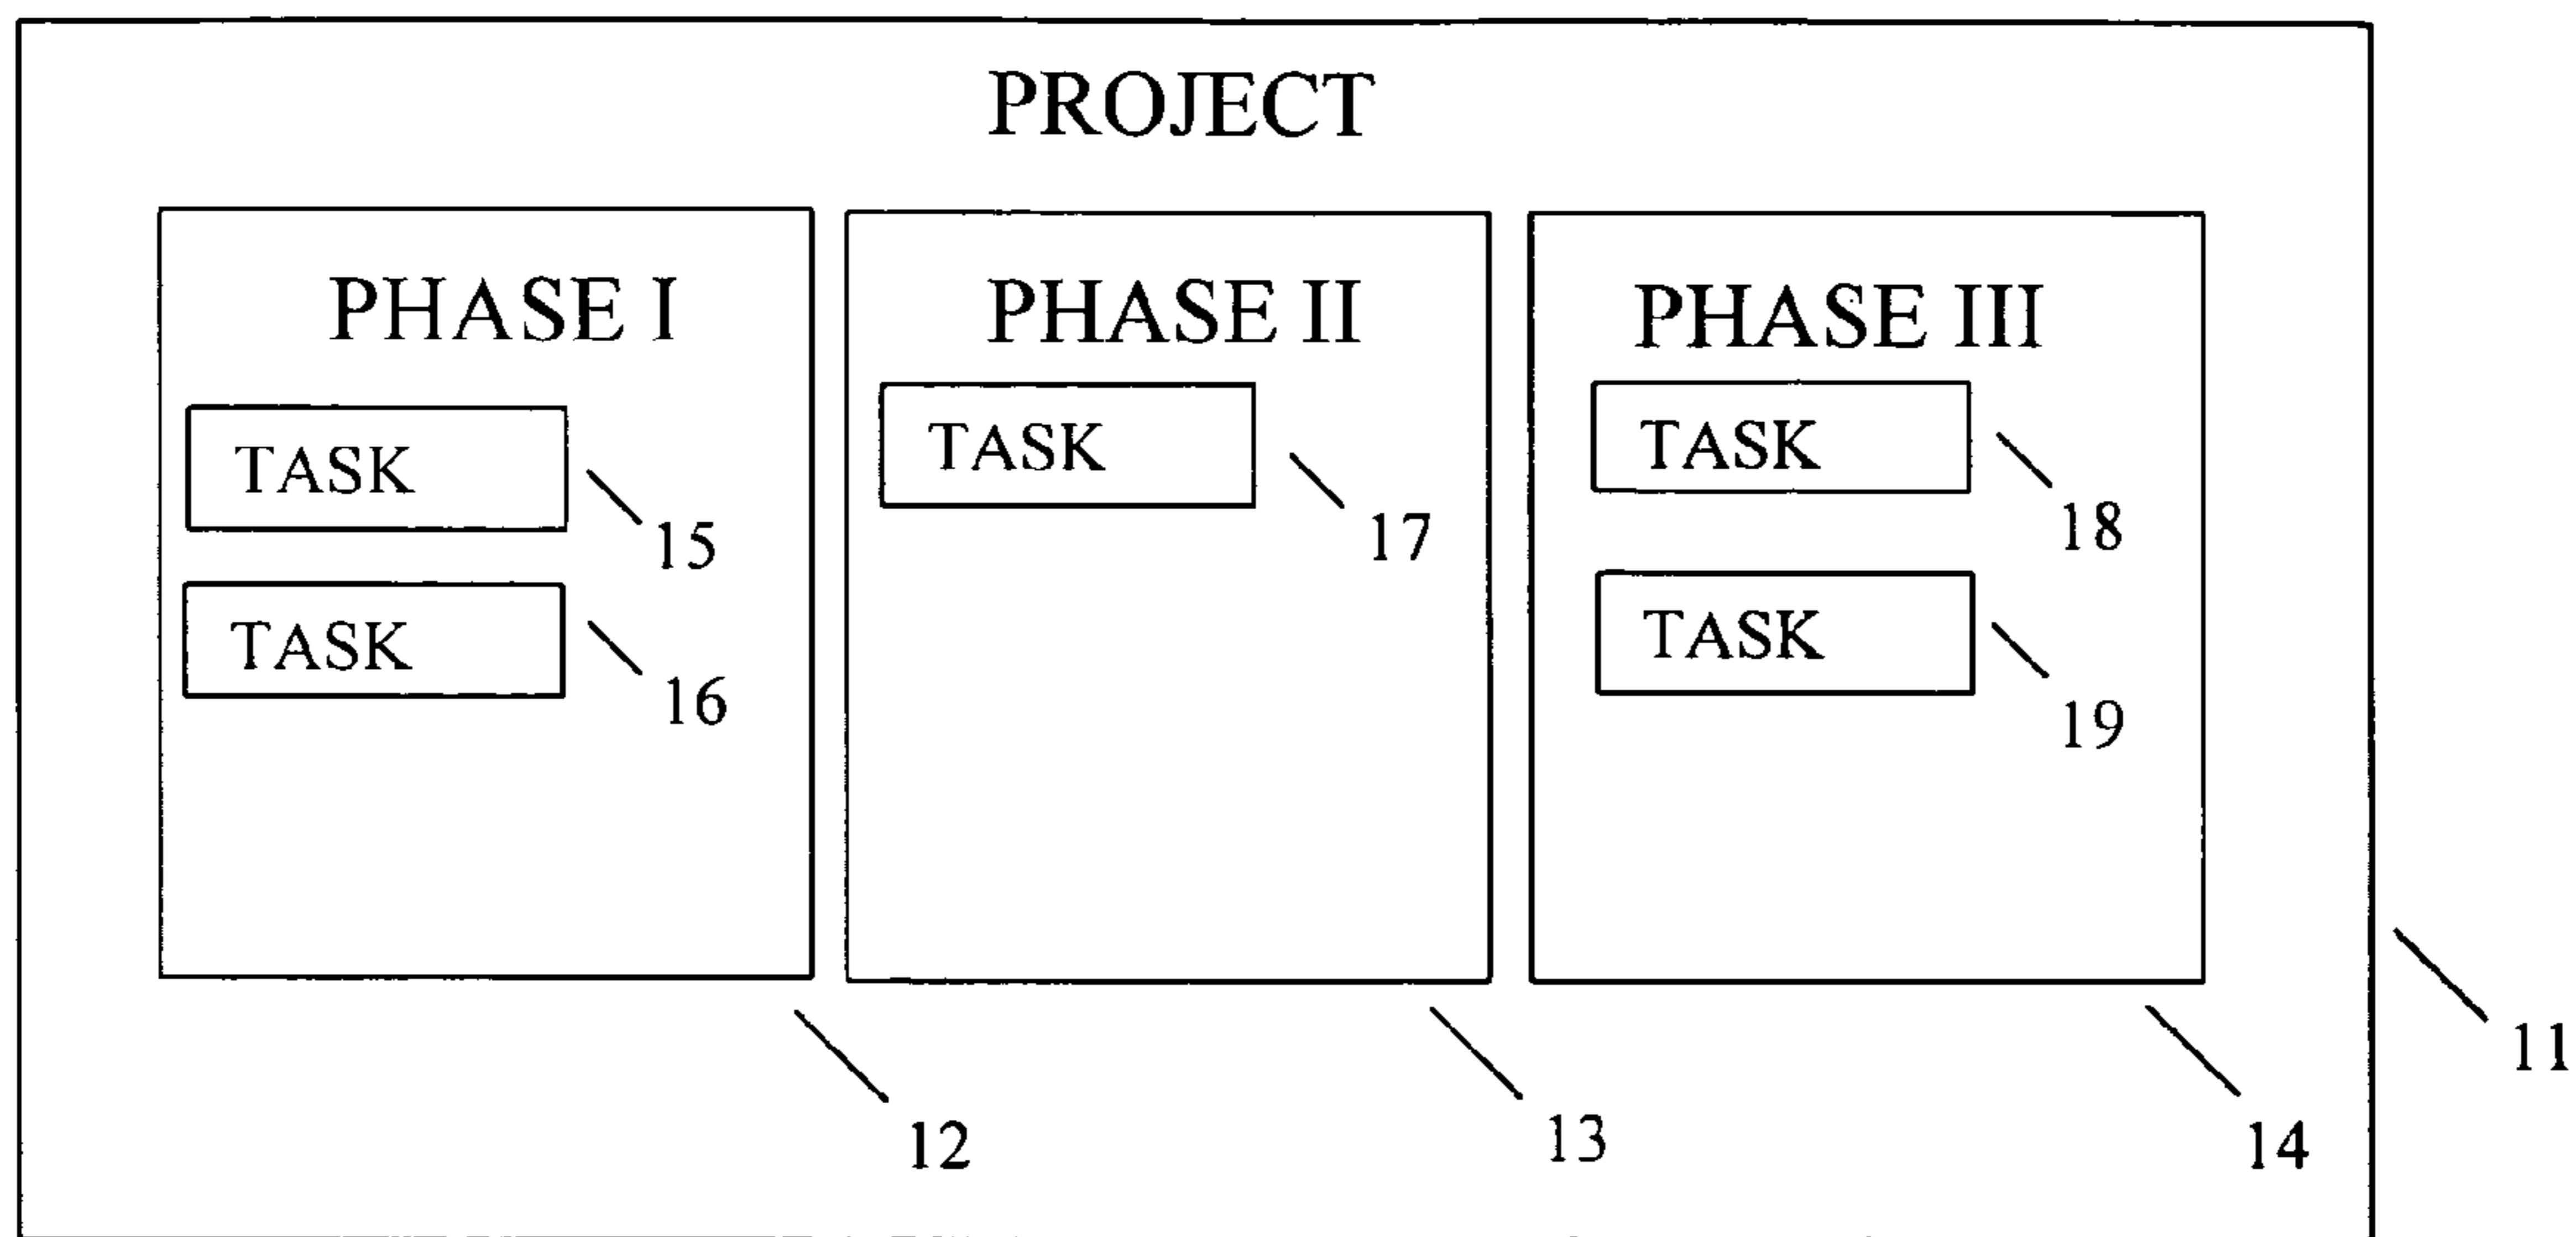 PROJECT
PHASE I
TASK
15
TASK
16
12
PHASE II
TASK
17
13
PHASE III
TASK
18
TASK
19
14
11